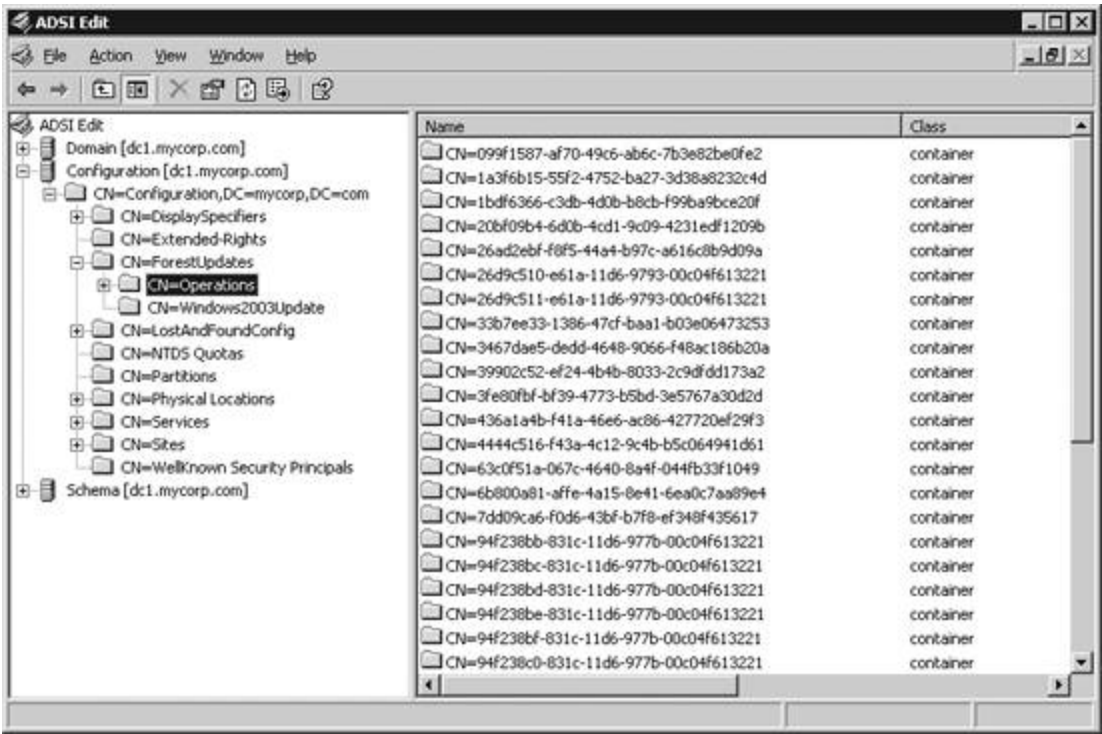 ADSI Edit
File Action View Window Help
ADSI Edit
Domain [dc1.mycorp.com]
Configuration [dc1.mycorp.com]
CN=Configuration,DC=mycorp,DC=com
CN=DisplaySpecifiers
CN=Extended-Rights
CN=ForestUpdates
CN=Operations
CN=Windows2003Update
CN=LostAndFoundConfig
CN=NTDS Quotas
CN=Partitions
CN=Physical Locations
CN=Services
CN=Sites
CN=WellKnown Security Principals
Schema [dc1.mycorp.com]
Name Class
CN=099f1587-af70-49c6-ab6c-7b3e82be0fe2 container
CN=1a3f6b15-55f2-4752-ba27-3d38a8232c4d container
CN=1bdf6366-c3db-4d0b-b8cb-f99ba9bce20f container
CN=20bf09b4-6d0b-4cd1-9c09-4231edf1209b container
CN=26ad2ebf-f8f5-44a4-b97c-a616c8b9d09a container
CN=26d9c510-e61a-11d6-9793-00c04f613221 container
CN=26d9c511-e61a-11d6-9793-00c04f613221 container
CN=33b7ee33-1386-47cf-baa1-b03e06473253 container
CN=3467dae5-dedd-4648-9066-f48ac186b20a container
CN=39902c52-ef24-4b4b-8033-2c9dfdd173a2 container
CN=3fe80fbf-bf39-4773-b5bd-3e5767a30d2d container
CN=436a1a4b-f41a-46e6-ac86-427720ef29f3 container
CN=4444c516-f43a-4c12-9c4b-b5c064941d61 container
CN=63c0f51a-067c-4640-8a4f-044fb33f1049 container
CN=6b800a81-affe-4a15-8e41-6ea0c7aa89e4 container
CN=7dd09ca6-f0d6-43bf-b7f8-ef348f435617 container
CN=94f238bb-831c-11d6-977b-00c04f613221 container
CN=94f238bc-831c-11d6-977b-00c04f613221 container
CN=94f238bd-831c-11d6-977b-00c04f613221 container
CN=94f238be-831c-11d6-977b-00c04f613221 container
CN=94f238bf-831c-11d6-977b-00c04f613221 container
CN=94f238c0-831c-11d6-977b-00c04f613221 container